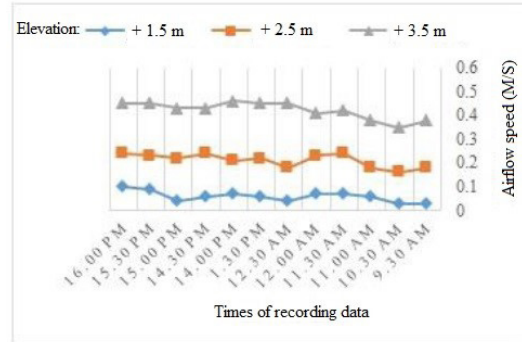 Elevation: + 1.5 m + 2.5 m + 3.5 m
0.6
0.5
0.4
0.3
0.2
0.1
0
Airflow speed (M/S)
16.00 PM
15.30 PM
15.00 PM
14.30 PM
14.00 PM
1.30 PM
12.30 AM
12.00 AM
11.30 AM
11.00 AM
10.30 AM
9.30 AM
Times of recording data